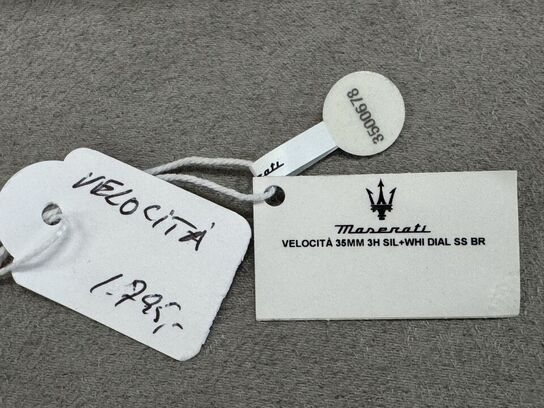 VELOCITÀ
1.795,-
3500678
Maserati
VELOCITÀ 35MM 3H SIL+WHI DIAL SS BR